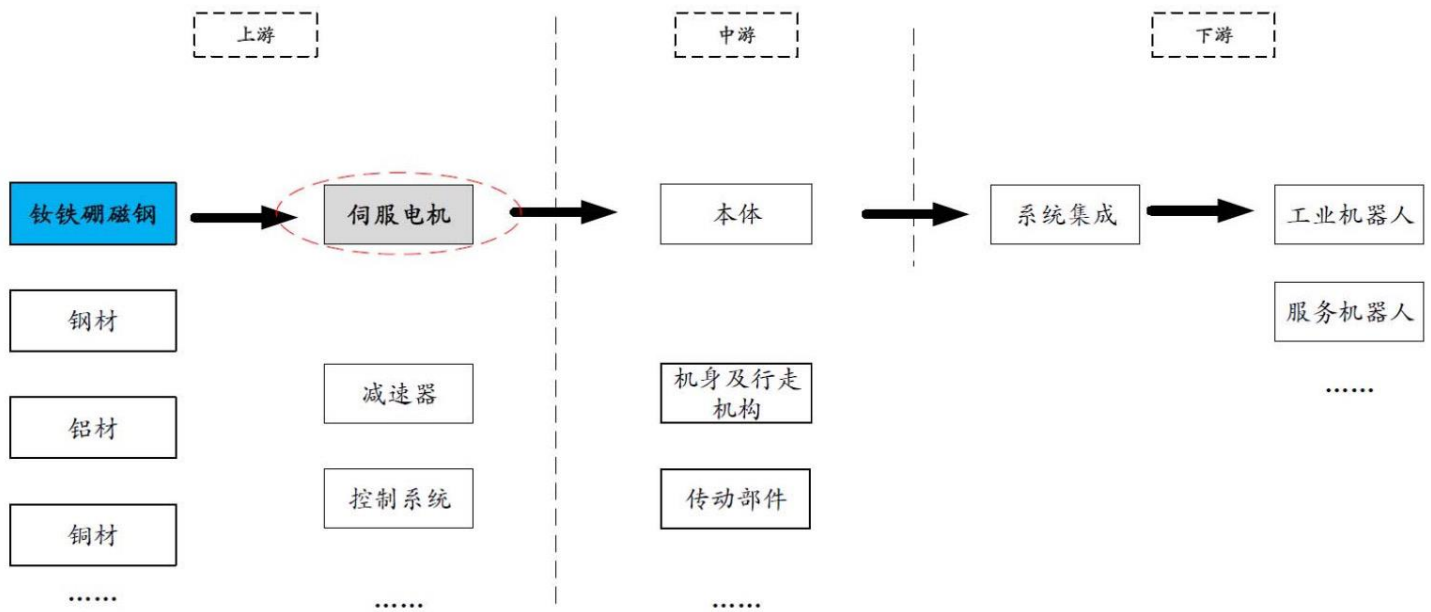 上游
中游
下游
钕铁硼磁钢
伺服电机
本体
系统集成
工业机器人
钢材
服务机器人
减速器
机身及行走
机构
……
铝材
控制系统
传动部件
铜材
……
……
……